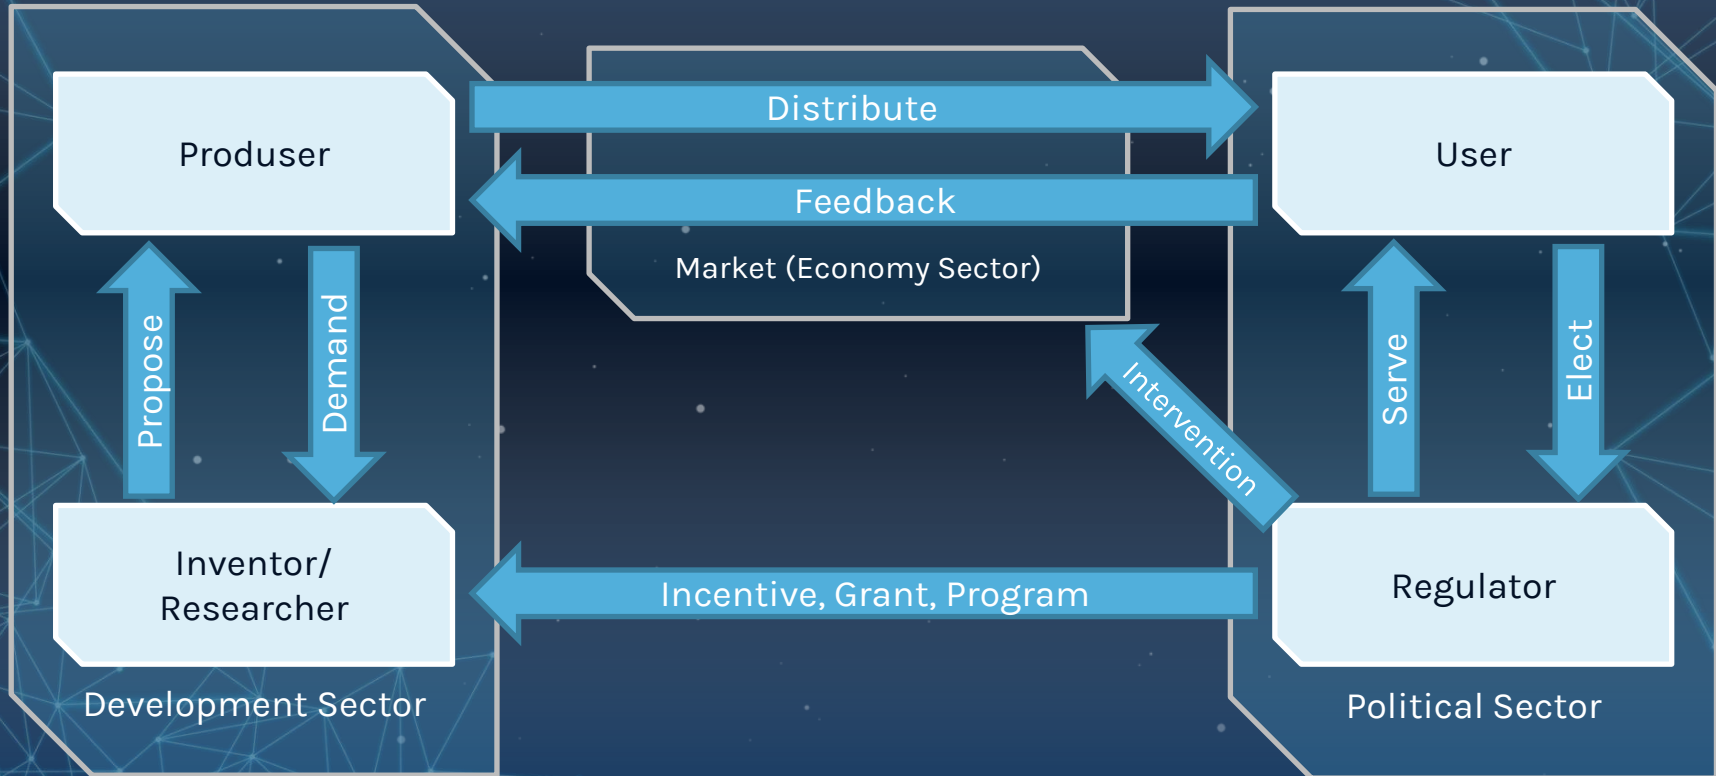 Produser
Distribute
User
Feedback
Market (Economy Sector)
Propose
Demand
Intervention
Serve
Elect
Inventor/
Researcher
Incentive, Grant, Program
Regulator
Development Sector
Political Sector